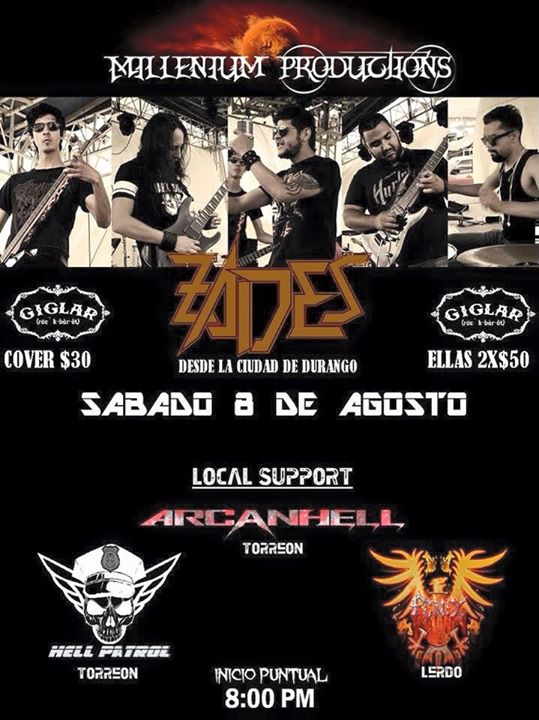 MILLENIUM PRODUCTIONS
ZADES
GIGLAR
GIGLAR
COVER $30
DESDE LA CIUDAD DE DURANGO
ELLAS 2X$50
SABADO 8 DE AGOSTO
LOCAL SUPPORT
ARCANHELL
TORREON
HELL PATROL
TORREON
LERDO
INICIO PUNTUAL
8:00 PM